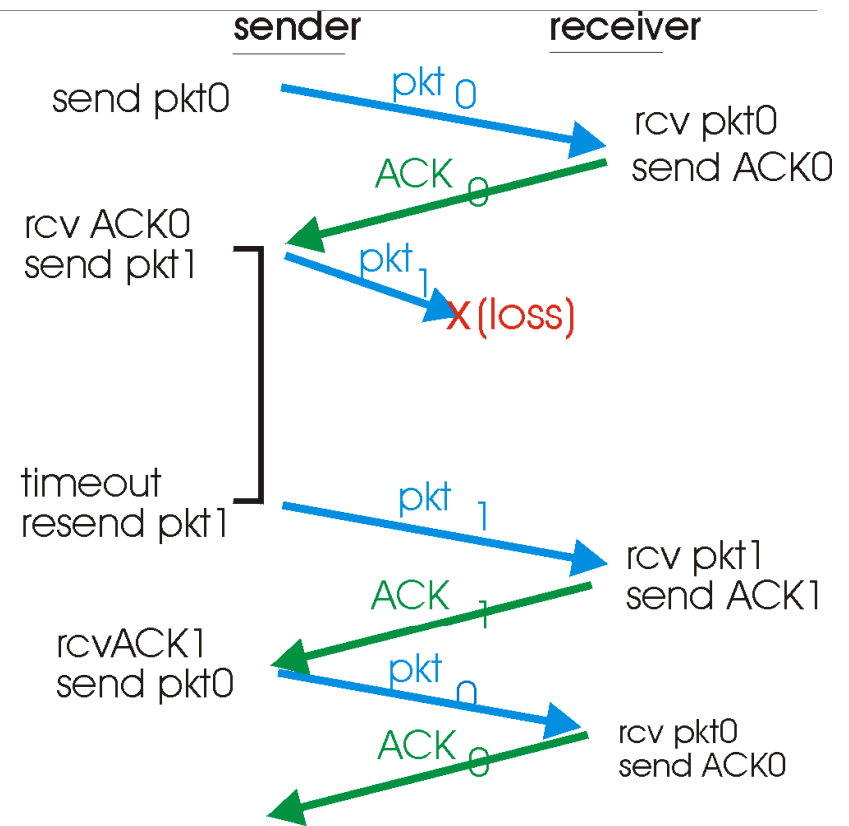 sender
receiver
send pkt0
pkt 0
rcv pkt0
send ACK0
ACK 0
rcv ACK0
send pkt1
pkt 1
X (loss)
timeout
resend pkt1
pkt 1
rcv pkt1
send ACK1
ACK 1
rcvACK1
send pkt0
pkt 0
rcv pkt0
send ACK0
ACK 0